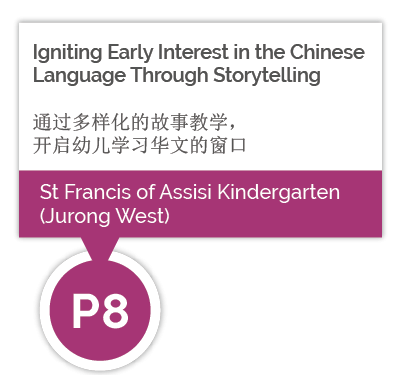 Igniting Early Interest in the Chinese
Language Through Storytelling
通过多样化的故事教学，
开启幼儿学习华文的窗口
St Francis of Assisi Kindergarten
(Jurong West)
P8